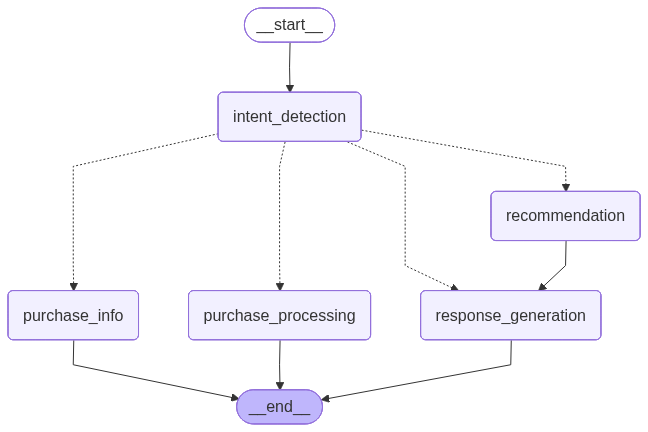 __start__
intent_detection
recommendation
purchase_info
purchase_processing
response_generation
__end__